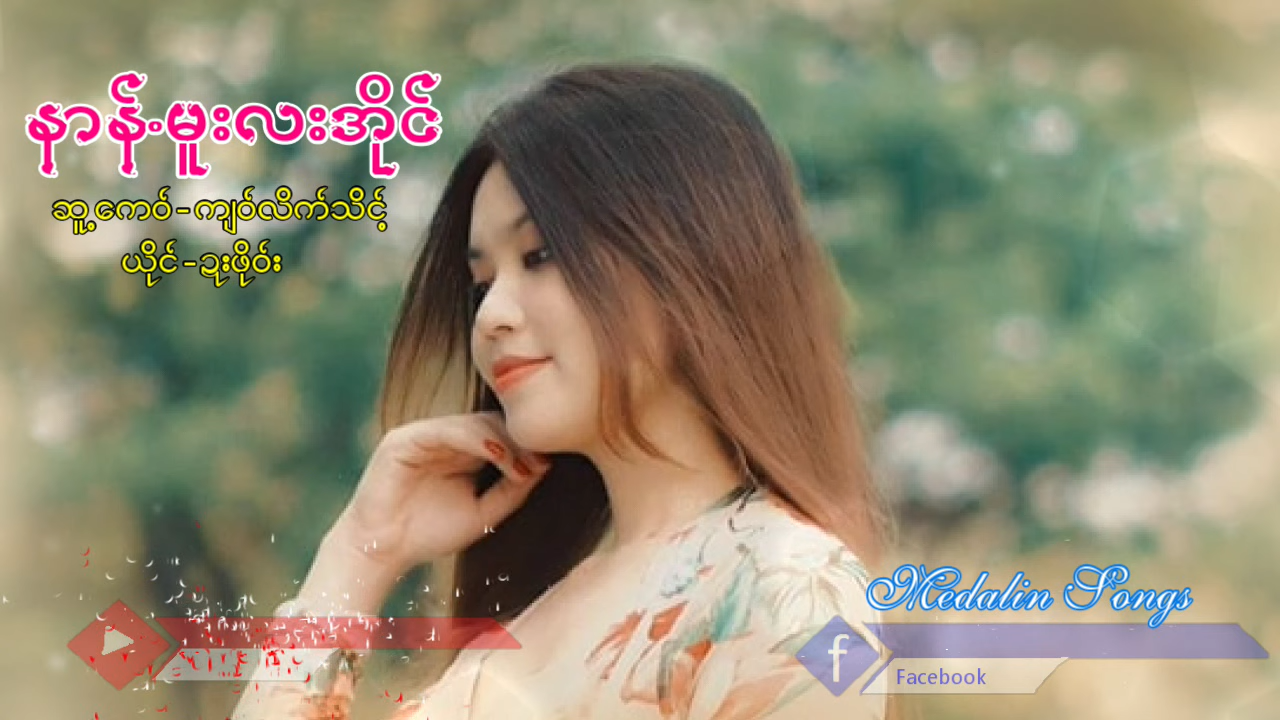 နာန်ႉမူးလးအိုင်
ဆူ့ကေဝ်-ကျဝ်လိက်သိင့်
ယိုင်-ဍးဖိုဝ်း
Medalin Songs
Facebook